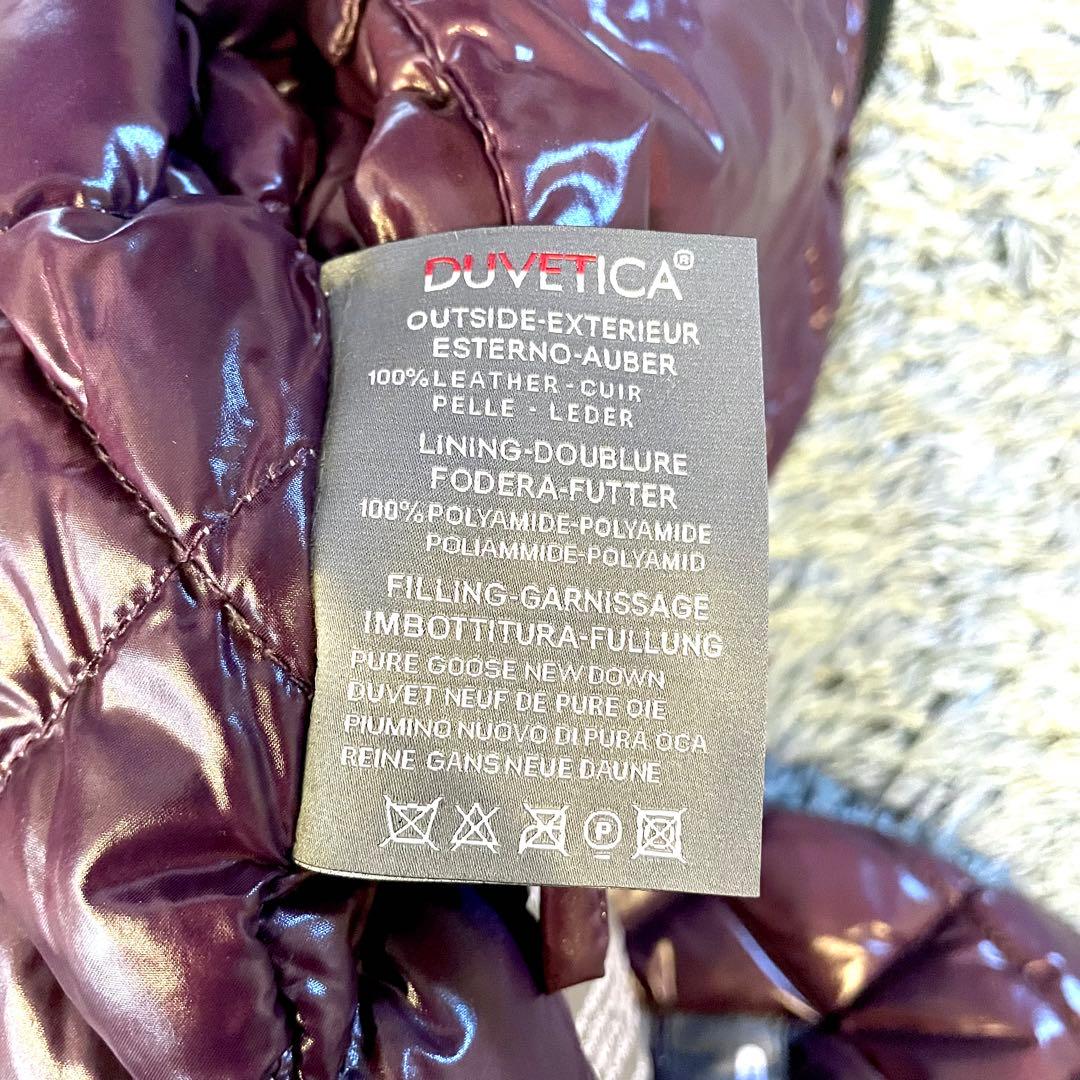 DUVETICA®
OUTSIDE-EXTERIEUR
ESTERNO-AUBER
100% LEATHER-CUIR
PELLE - LEDER
LINING-DOUBLURE
FODERA-FUTTER
100% POLYAMIDE-POLYAMIDE
POLIAMMIDE-POLYAMID
FILLING-GARNISSAGE
IMBOTTITURA-FULLUNG
PURE GOOSE NEW DOWN
DUVET NEUF DE PURE OIE
PIUMINO NUOVO DI PURA OCA
REINE GANS NEUE DAUNE
P